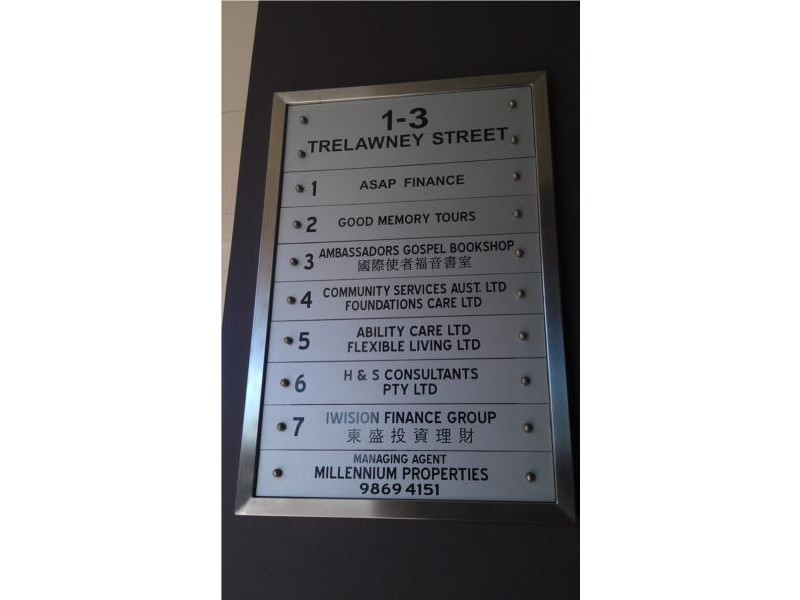 1-3
TRELAWNEY STREET
1 ASAP FINANCE
2 GOOD MEMORY TOURS
3 AMBASSADORS GOSPEL BOOKSHOP
國際使者福音書室
4 COMMUNITY SERVICES AUST. LTD
FOUNDATIONS CARE LTD
5 ABILITY CARE LTD
FLEXIBLE LIVING LTD
6 H & S CONSULTANTS
PTY LTD
7 IWISION FINANCE GROUP
東盛投資理財
MANAGING AGENT
MILLENNIUM PROPERTIES
9869 4151